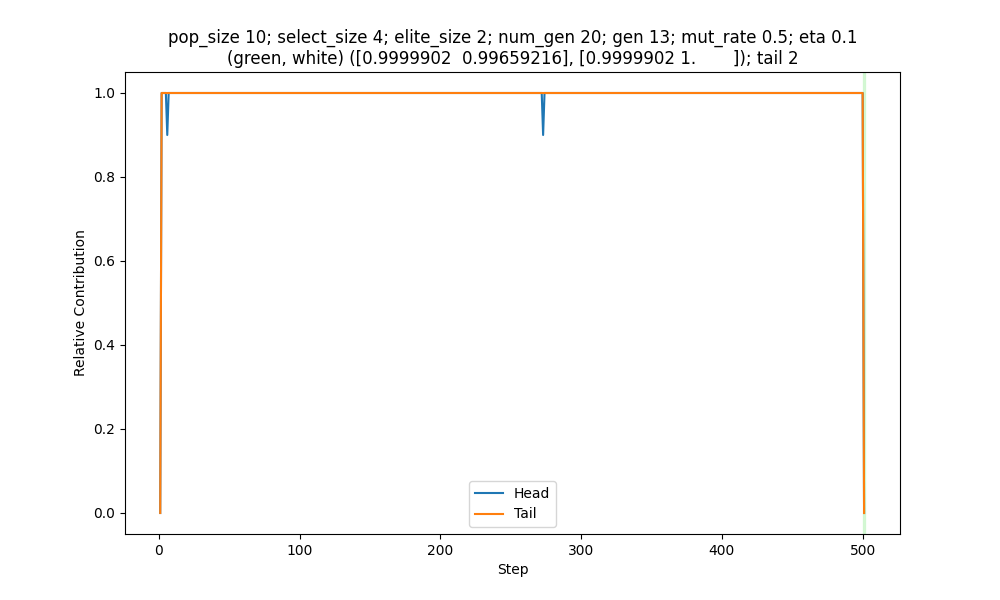 pop_size 10; select_size 4; elite_size 2; num_gen 20; gen 13; mut_rate 0.5; eta 0.1
(green, white) ([0.9999902  0.99659216], [0.9999902 1.       ]); tail 2
1.0
0.8
0.6
0.4
0.2
0.0
Relative Contribution
Head
Tail
0
100
200
300
400
500
Step